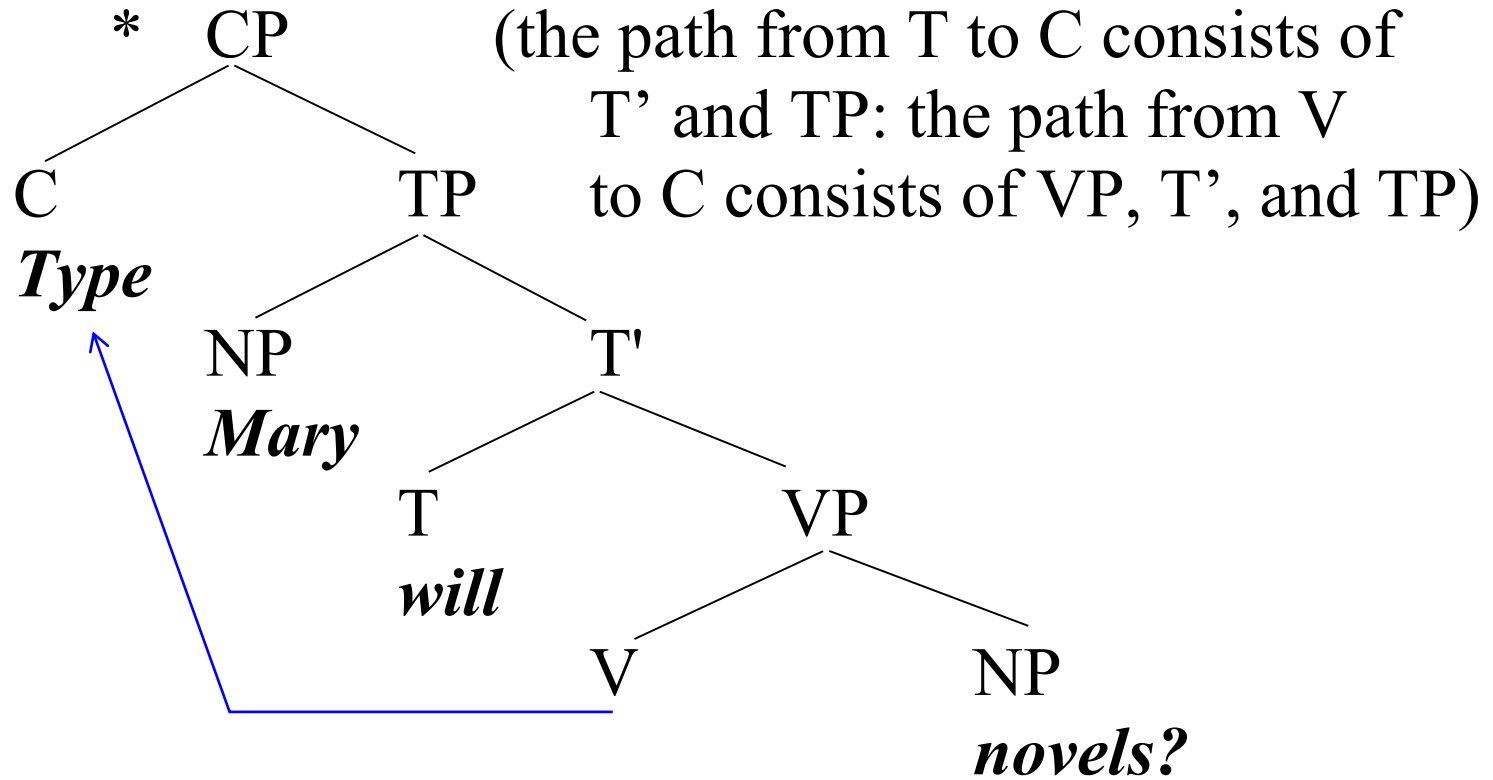 * CP (the path from T to C consists of
T’ and TP: the path from V
C TP to C consists of VP, T’, and TP)
Type
NP T'
Mary
T VP
will
V NP
novels?